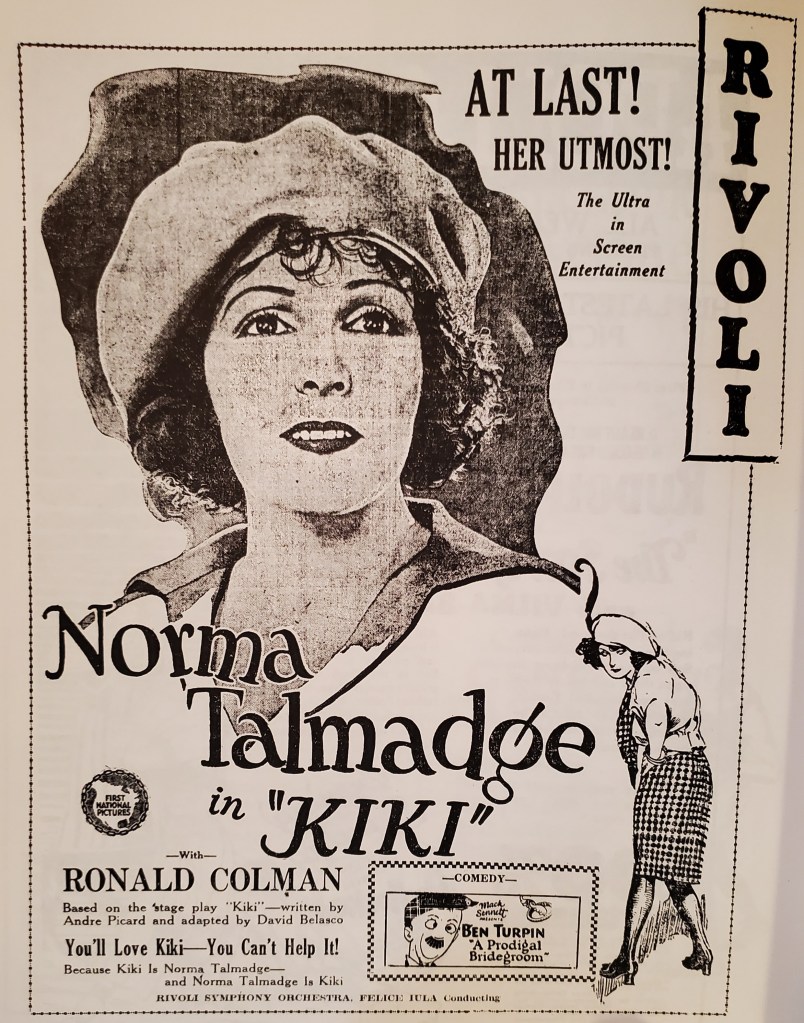 RIVOLI
AT LAST!
HER UTMOST!
The Ultra
in
Screen
Entertainment
Norma
Talmadge
in "KIKI"
FIRST
NATIONAL
PICTURES
—With—
RONALD COLMAN
Based on the stage play "Kiki"—written by
Andre Picard and adapted by David Belasco
You'll Love Kiki—You Can't Help It!
Because Kiki Is Norma Talmadge—
and Norma Talmadge Is Kiki
—COMEDY—
Mack
Sennett
PRESENTS
BEN TURPIN
"A Prodigal
Bridegroom"
RIVOLI SYMPHONY ORCHESTRA, FELICE IULA Conducting